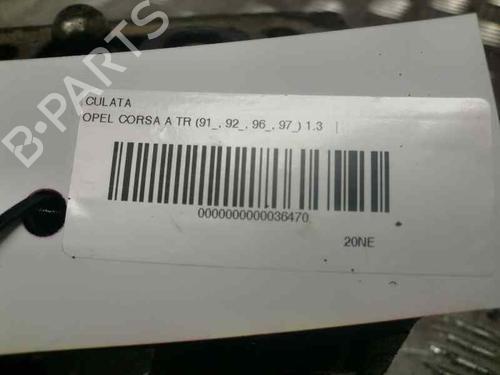 CULATA
OPEL CORSA A TR (91_, 92_, 96_, 97_) 1.3 |
0000000000036470
20NE
B-PARTS